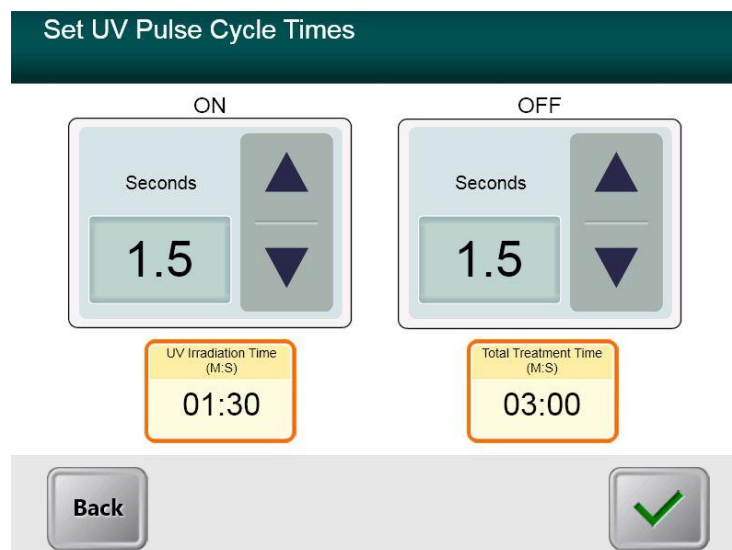 Set UV Pulse Cycle Times
ON
OFF
Seconds
1.5
Seconds
1.5
UV Irradiation Time
(M:S)
01:30
Total Treatment Time
(M:S)
03:00
Back